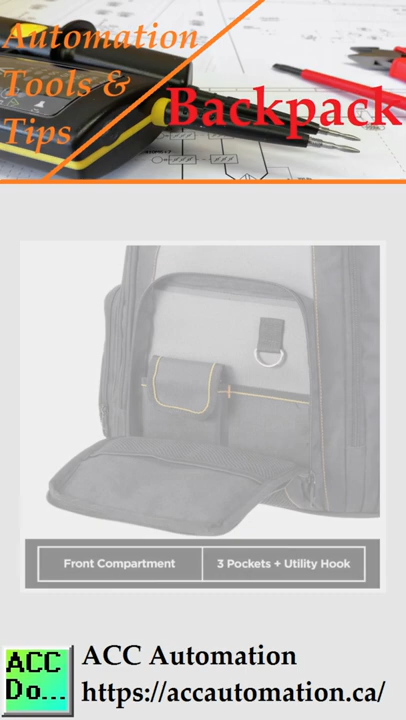 Automation
Tools &
Tips
Backpack
Front Compartment
3 Pockets + Utility Hook
ACC
Do...
ACC Automation
https://accautomation.ca/